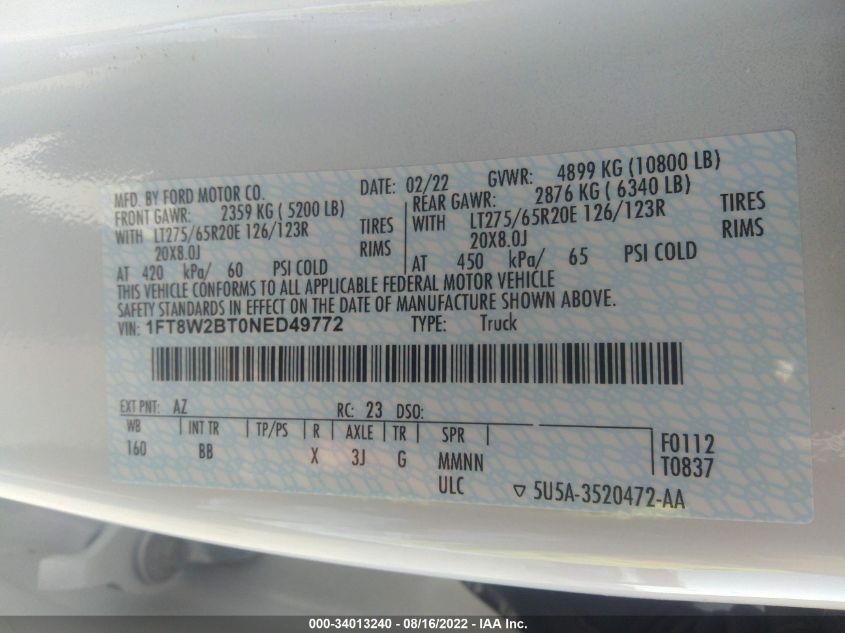 MFD. BY FORD MOTOR CO.
DATE: 02/22 GVWR: 4899 KG (10800 LB)
FRONT GAWR: 2359 KG ( 5200 LB)
WITH LT275/65R20E 126/123R TIRES
20X8.0J RIMS
AT 420 kPa/ 60 PSI COLD
REAR GAWR: 2876 KG ( 6340 LB)
WITH LT275/65R20E 126/123R TIRES
20X8.0J RIMS
AT 450 kPa/ 65 PSI COLD
THIS VEHICLE CONFORMS TO ALL APPLICABLE FEDERAL MOTOR VEHICLE
SAFETY STANDARDS IN EFFECT ON THE DATE OF MANUFACTURE SHOWN ABOVE.
VIN: 1FT8W2BT0NED49772 TYPE: Truck
EXT PNT: AZ RC: 23 DSO:
WB INT TR TP/PS R AXLE TR SPR
160 BB X 3J G MMNN
ULC
F0112
T0837
▽ 5U5A-3520472-AA
000-34013240 - 08/16/2022 - IAA Inc.